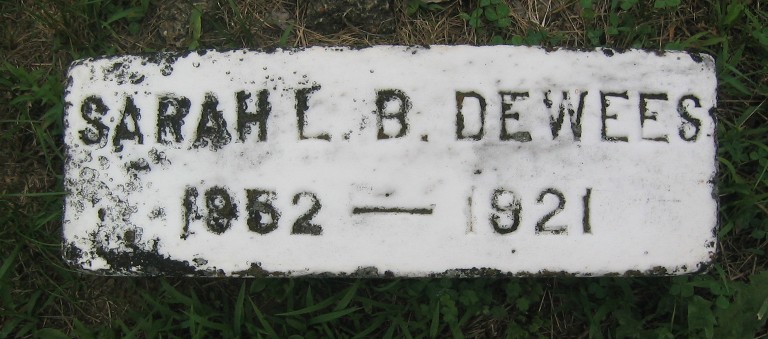 SARAH L. B. DEWEES
1852 — 1921